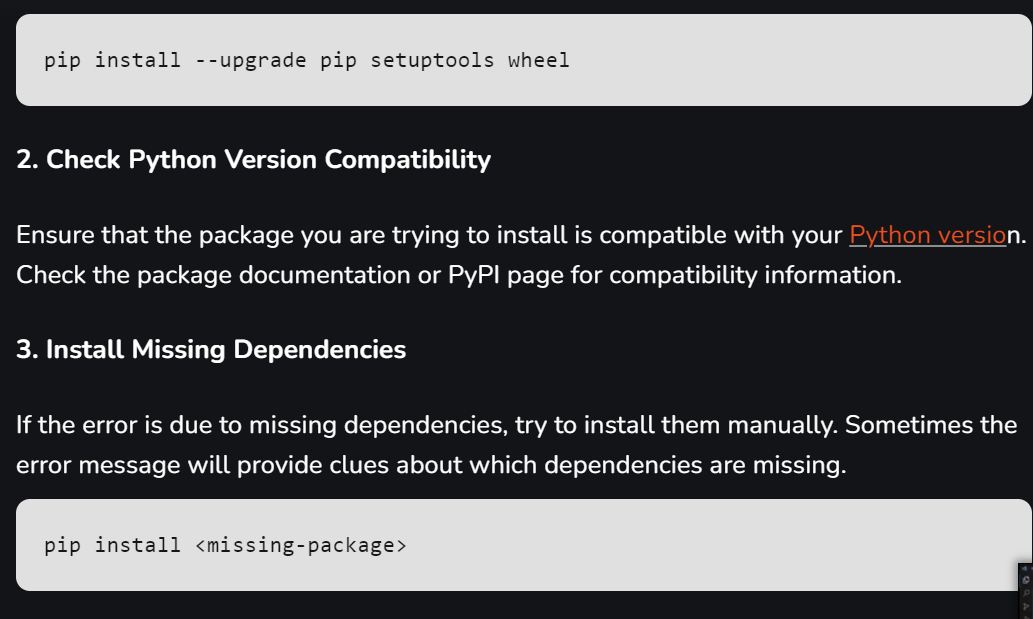 pip install --upgrade pip setuptools wheel
2. Check Python Version Compatibility
Ensure that the package you are trying to install is compatible with your Python version.
Check the package documentation or PyPI page for compatibility information.
3. Install Missing Dependencies
If the error is due to missing dependencies, try to install them manually. Sometimes the
error message will provide clues about which dependencies are missing.
pip install <missing-package>